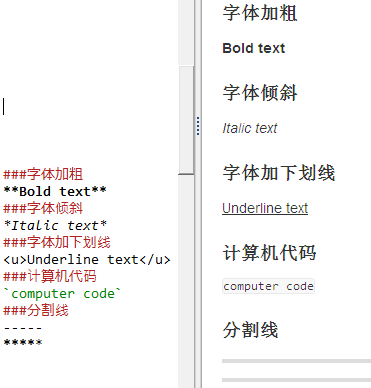 ###字体加粗
**Bold text**
###字体倾斜
*Italic text*
###字体加下划线
<u>Underline text</u>
###计算机代码
`computer code`
###分割线
-----
*****
字体加粗
Bold text
字体倾斜
Italic text
字体加下划线
Underline text
计算机代码
computer code
分割线